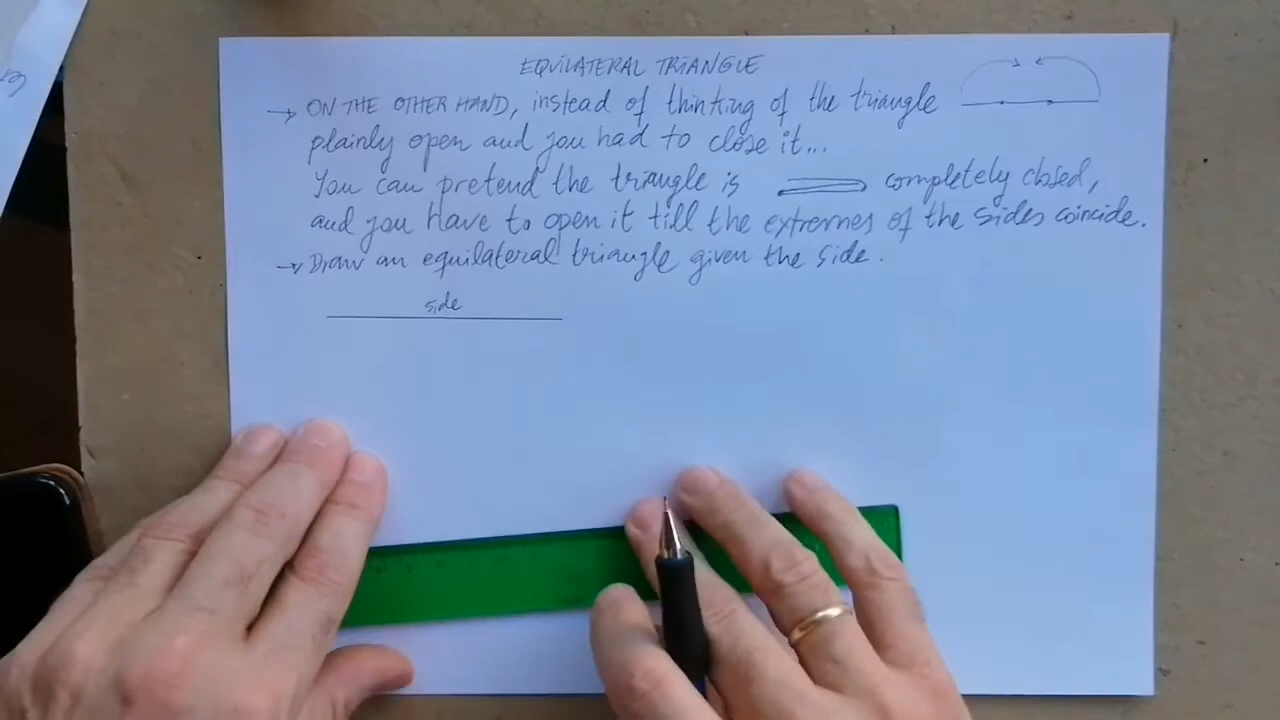 EQUILATERAL TRIANGLE
→ ON THE OTHER HAND, instead of thinking of the triangle
plainly open and you had to close it...
You can pretend the triangle is completely closed,
and you have to open it till the extremes of the sides coincide.
→ Draw an equilateral triangle given the side.
side